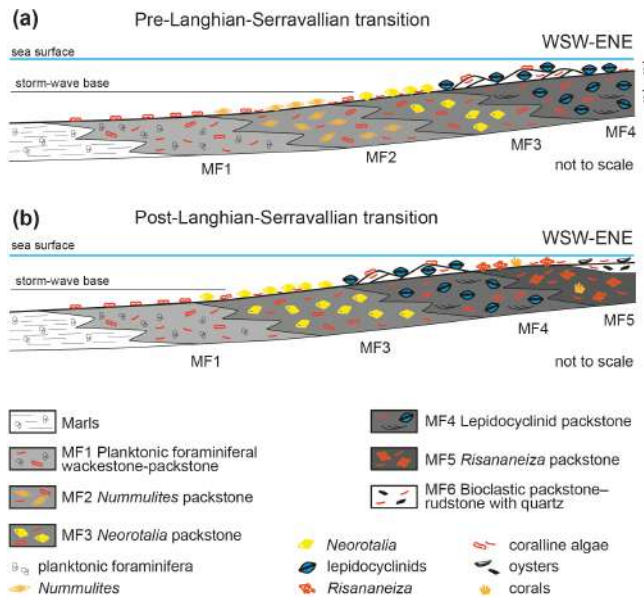 (a) Pre-Langhian-Serravallian transition
sea surface
WSW-ENE
storm-wave base
MF1
MF2
MF3
MF4
not to scale
(b) Post-Langhian-Serravallian transition
sea surface
WSW-ENE
storm-wave base
MF1
MF3
MF4
MF5
not to scale
Marls
MF1 Planktonic foraminiferal
wackestone-packstone
MF2 Nummulites packstone
MF3 Neorotalia packstone
planktonic foraminifera
Nummulites
MF4 Lepidocyclinid packstone
MF5 Risananeiza packstone
MF6 Bioclastic packstone–
rudstone with quartz
Neorotalia
lepidocyclinids
Risananeiza
coralline algae
oysters
corals